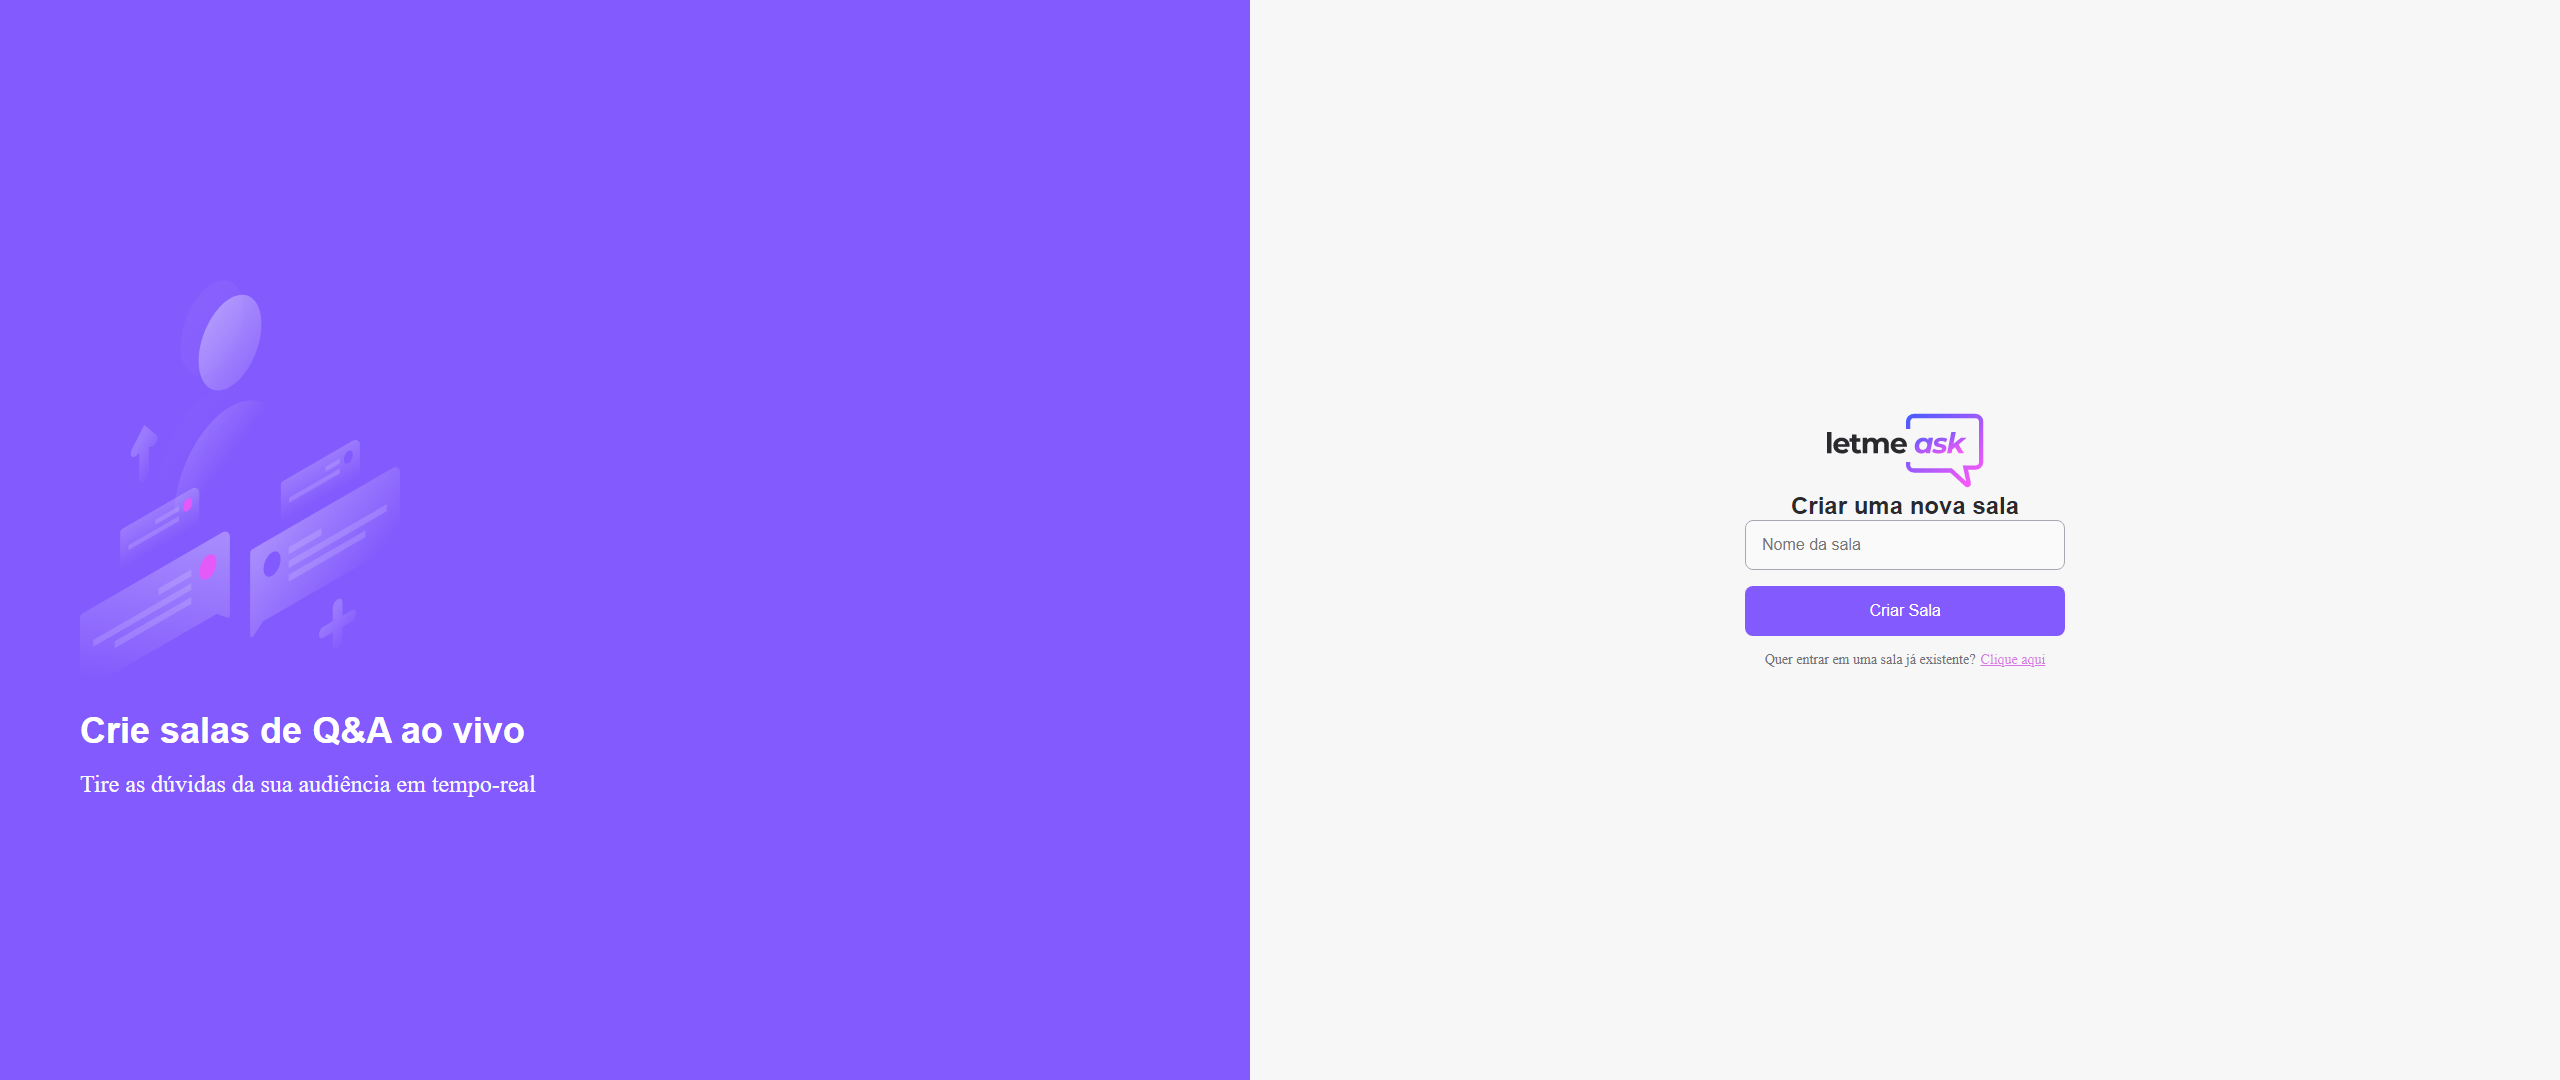 Crie salas de Q&A ao vivo
Tire as dúvidas da sua audiência em tempo-real
letme ask
Criar uma nova sala
Nome da sala
Criar Sala
Quer entrar em uma sala já existente? Clique aqui